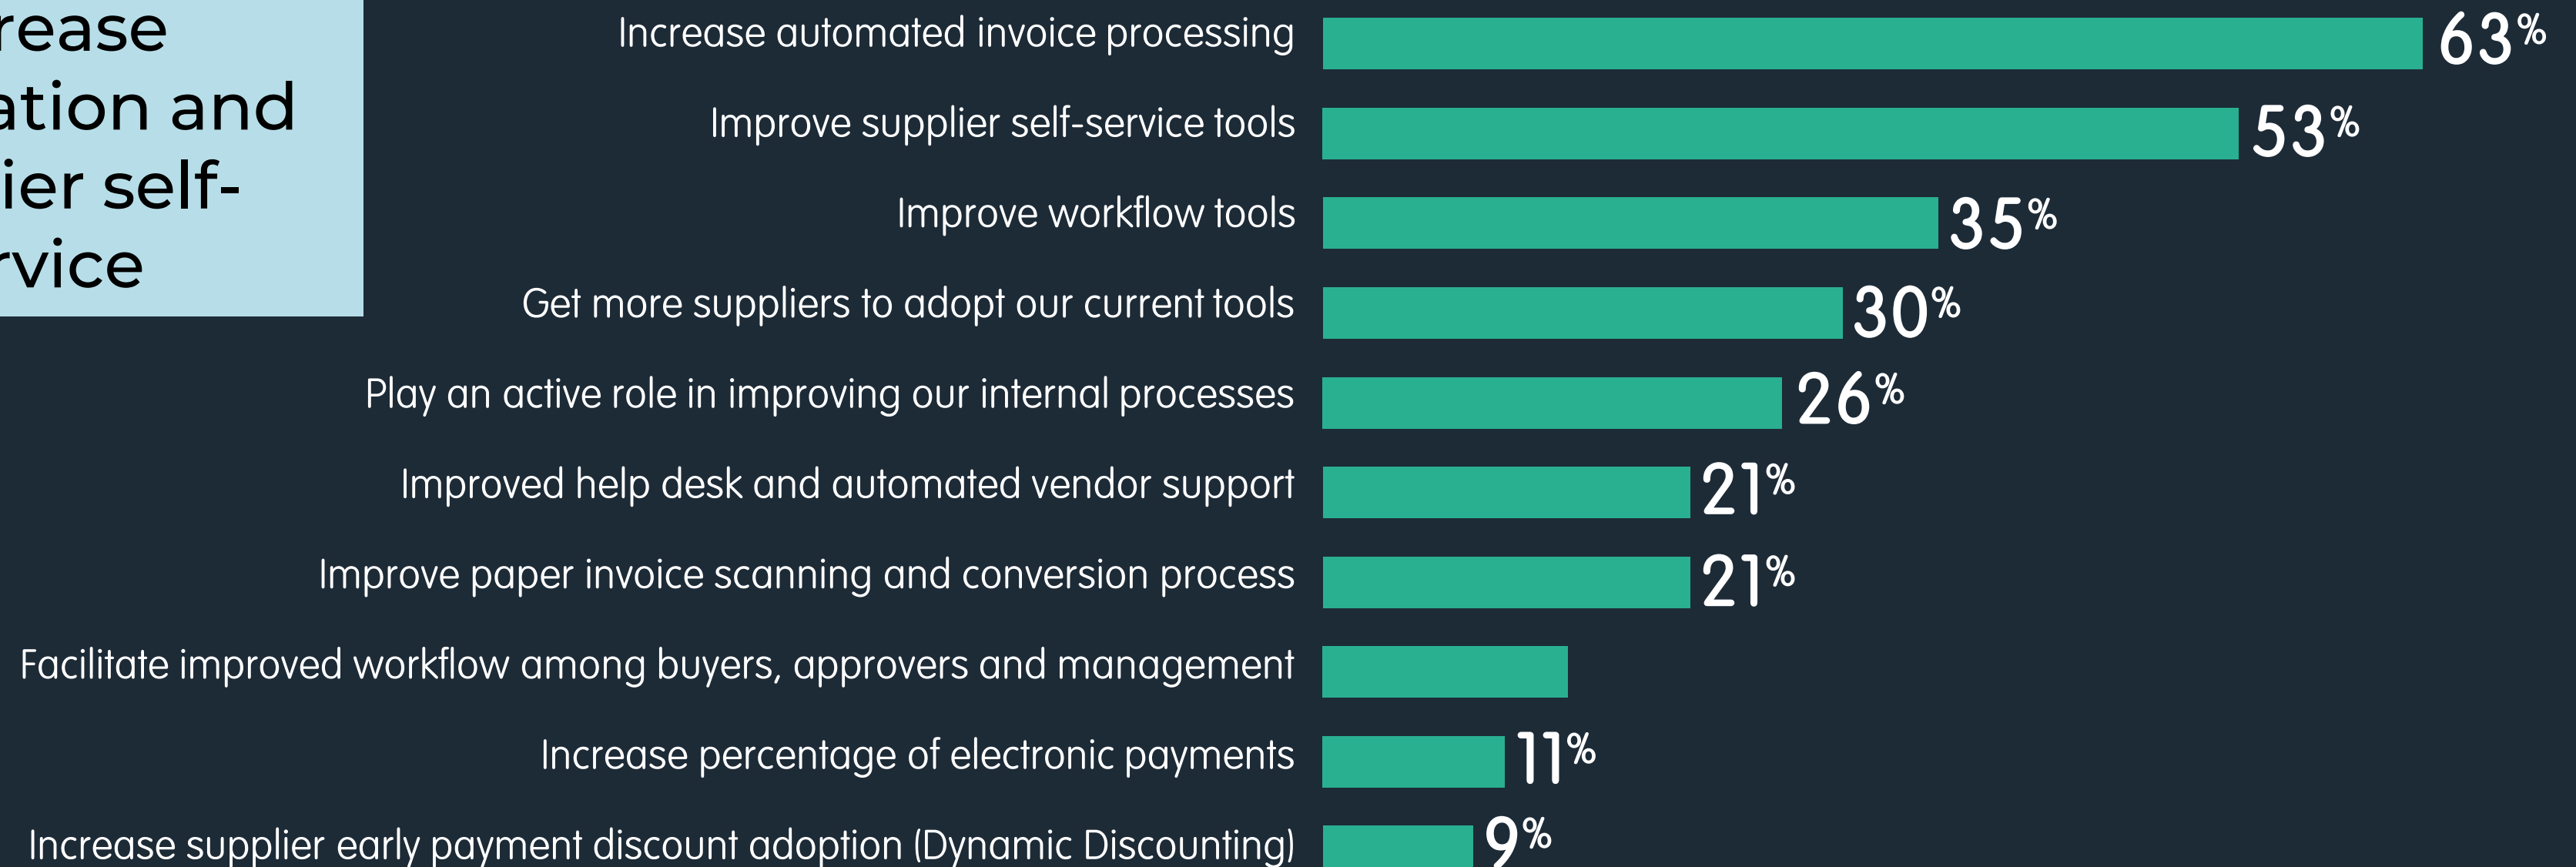 rease
ation and
ier self-
rvice
Increase automated invoice processing 63%
Improve supplier self-service tools 53%
Improve workflow tools 35%
Get more suppliers to adopt our current tools 30%
Play an active role in improving our internal processes 26%
Improved help desk and automated vendor support 21%
Improve paper invoice scanning and conversion process 21%
Facilitate improved workflow among buyers, approvers and management
Increase percentage of electronic payments 11%
Increase supplier early payment discount adoption (Dynamic Discounting) 9%